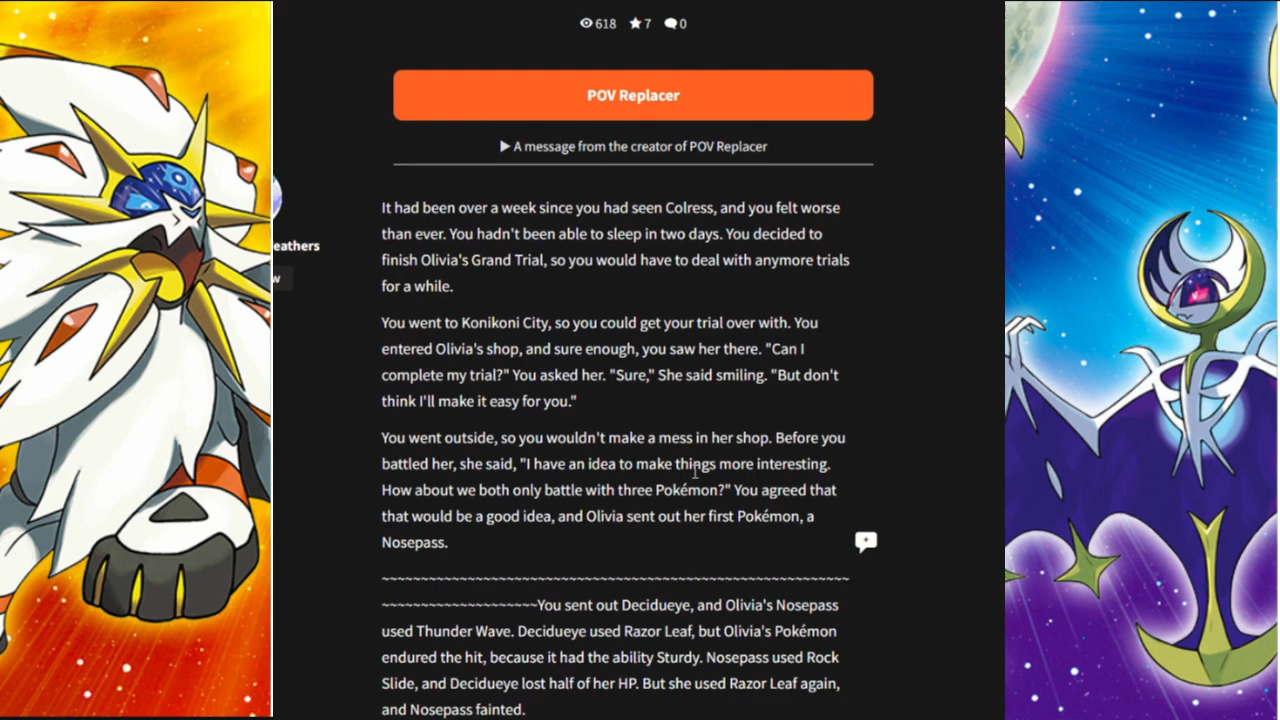 618 7 0
POV Replacer
▶ A message from the creator of POV Replacer
eathers
w
It had been over a week since you had seen Colress, and you felt worse
than ever. You hadn't been able to sleep in two days. You decided to
finish Olivia's Grand Trial, so you would have to deal with anymore trials
for a while.
You went to Konikoni City, so you could get your trial over with. You
entered Olivia's shop, and sure enough, you saw her there. "Can I
complete my trial?" You asked her. "Sure," She said smiling. "But don't
think I'll make it easy for you."
You went outside, so you wouldn't make a mess in her shop. Before you
battled her, she said, "I have an idea to make things more interesting.
How about we both only battle with three Pokémon?" You agreed that
that would be a good idea, and Olivia sent out her first Pokémon, a
Nosepass.
~~~~~~~~~~~~~~~~~~~~~~~~~~~~~~~~~~~~~~~~~~~~~~~~~~~~~~~~~~~~
~~~~~~~~~~~~~~~~~~~~You sent out Decidueye, and Olivia's Nosepass
used Thunder Wave. Decidueye used Razor Leaf, but Olivia's Pokémon
endured the hit, because it had the ability Sturdy. Nosepass used Rock
Slide, and Decidueye lost half of her HP. But she used Razor Leaf again,
and Nosepass fainted.